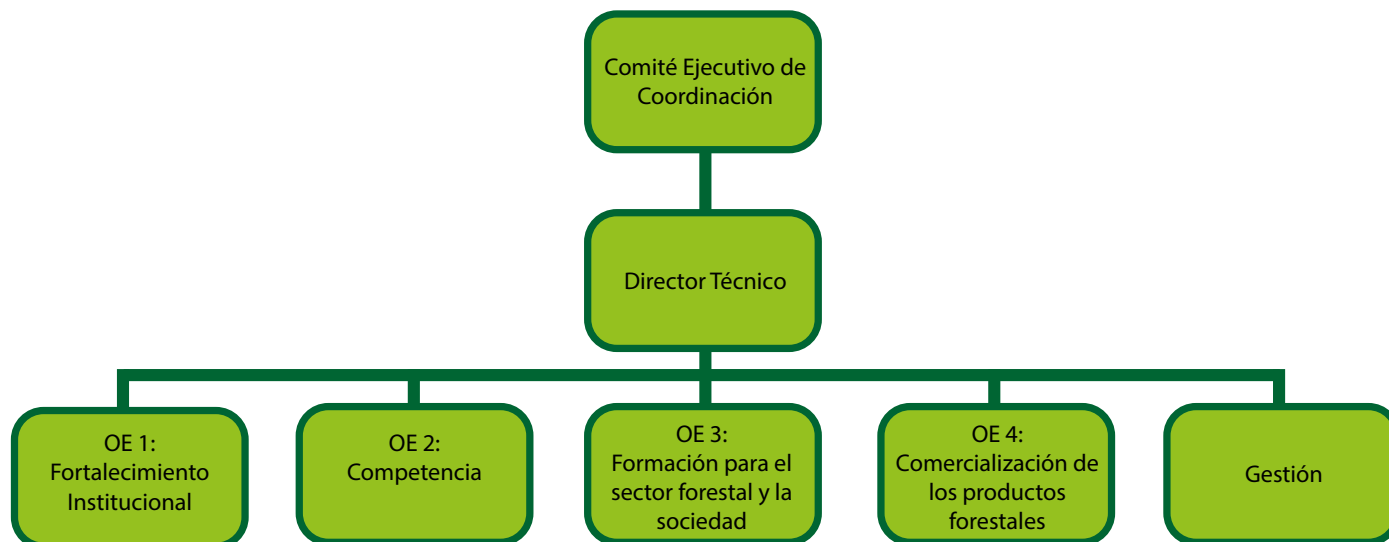 Comité Ejecutivo de
Coordinación
Director Técnico
OE 1:
Fortalecimiento
Institucional
OE 2:
Competencia
OE 3:
Formación para el
sector forestal y la
sociedad
OE 4:
Comercialización de
los productos
forestales
Gestión